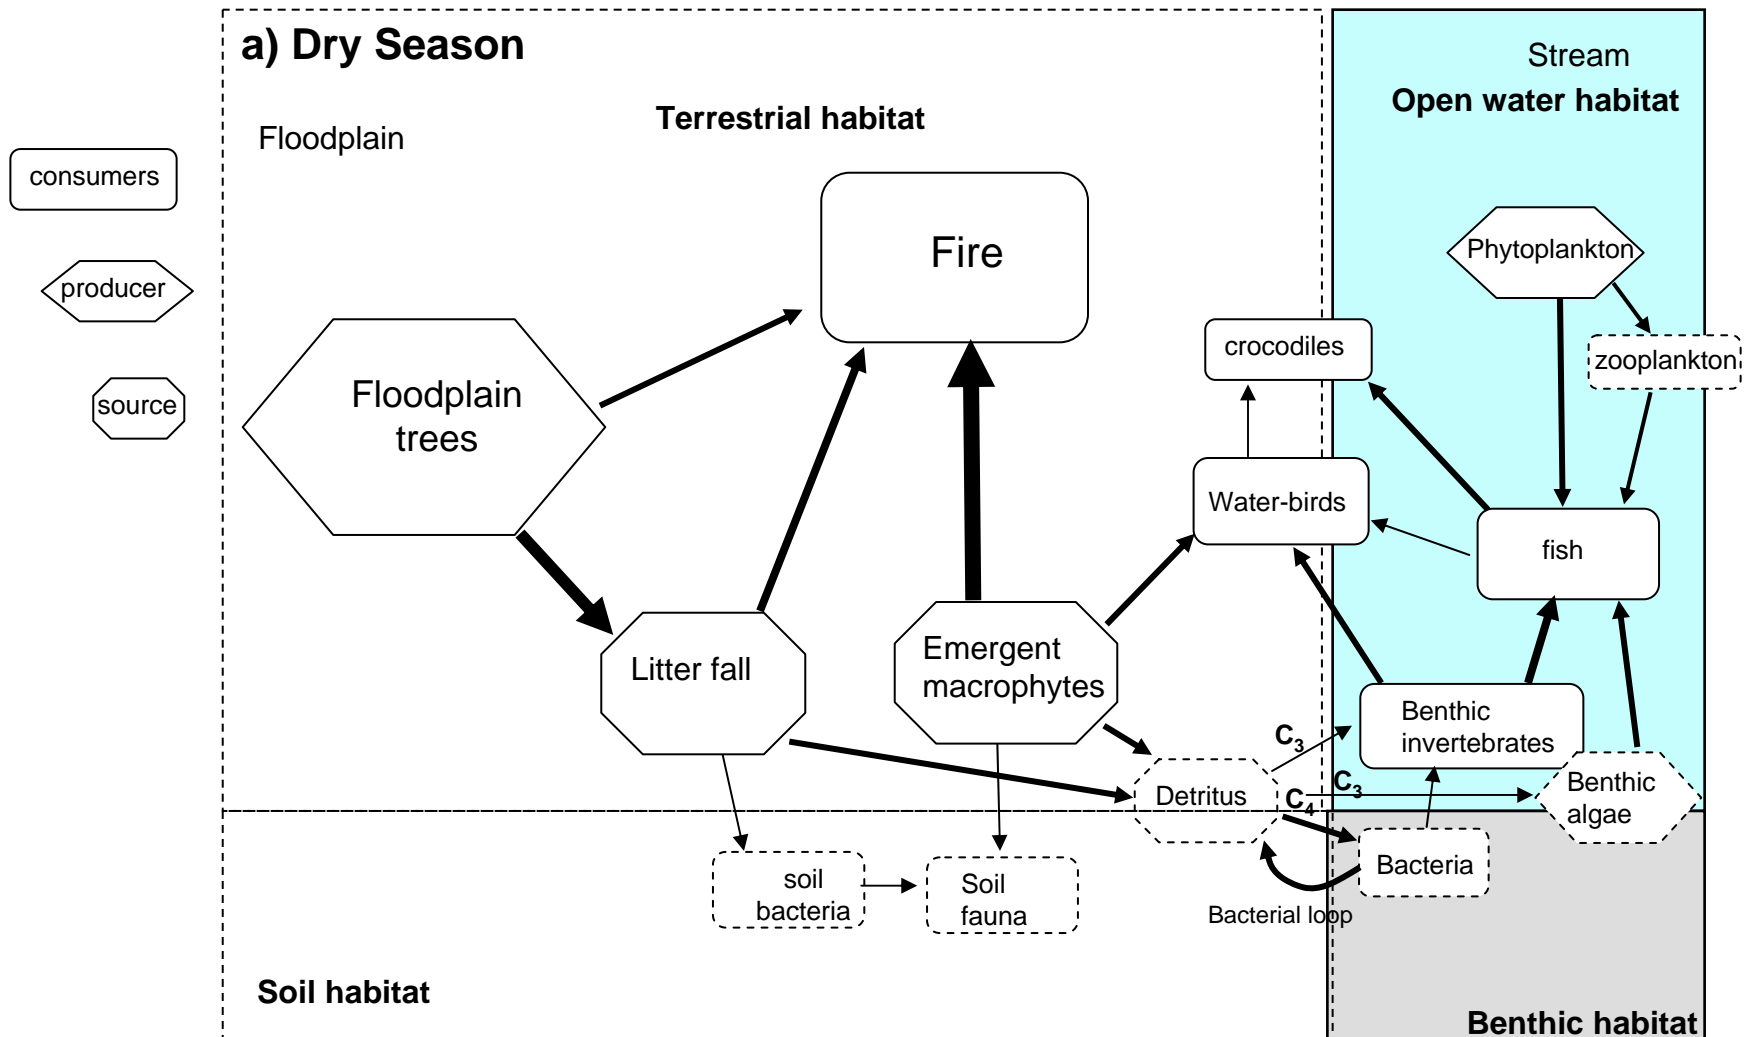 a) Dry Season
Stream
Open water habitat
Terrestrial habitat
Floodplain
consumers
producer
source
Fire
Phytoplankton
crocodiles
zooplankton
Floodplain
trees
Water-birds
fish
Litter fall
Emergent
macrophytes
Benthic
invertebrates
C3
C3
C4
Detritus
Benthic
algae
soil
bacteria
Soil
fauna
Bacteria
Bacterial loop
Soil habitat
Benthic habitat